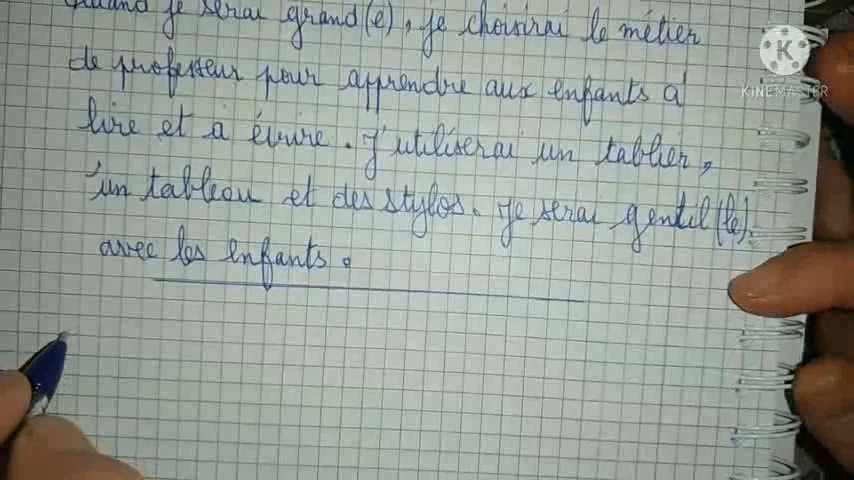 Quand je serai grand(e), je choisirai le métier
de professeur pour apprendre aux enfants à
lire et à écrire. J'utiliserai un tablier,
un tableau et des stylos. Je serai gentil(le)
avec les enfants.
K
KINEMASTER